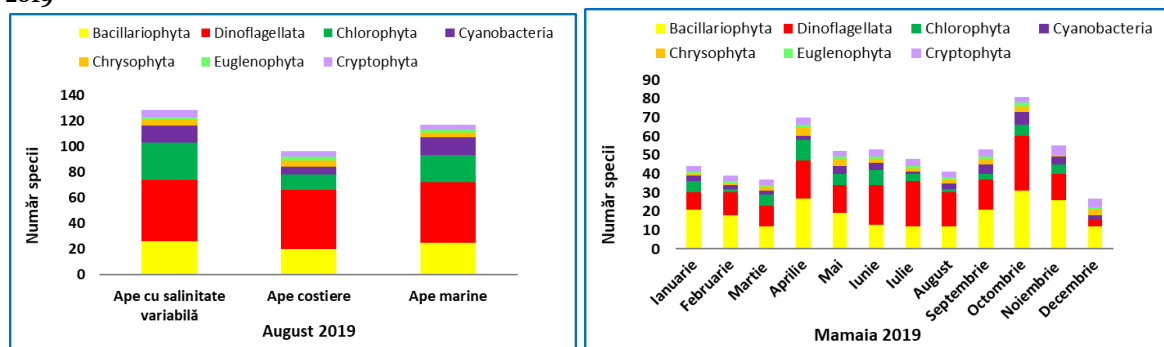 2019
Bacillariophyta Dinoflagellata Chlorophyta Cyanobacteria
Chrysophyta Euglenophyta Cryptophyta
Număr specii
140
120
100
80
60
40
20
0
Ape cu salinitate variabilă
Ape costiere
Ape marine
August 2019
Bacillariophyta Dinoflagellata Chlorophyta Cyanobacteria
Chrysophyta Euglenophyta Cryptophyta
Număr specii
90
80
70
60
50
40
30
20
10
0
Ianuarie
Februarie
Martie
Aprilie
Mai
Iunie
Iulie
August
Septembrie
Octombrie
Noiembrie
Decembrie
Mamaia 2019